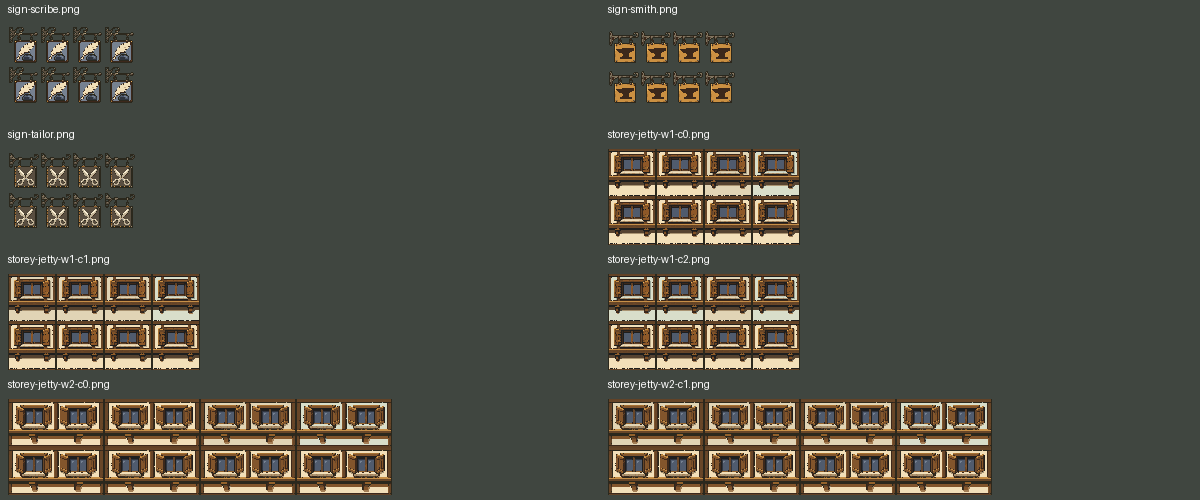 sign-scribe.png
sign-smith.png
sign-tailor.png
storey-jetty-w1-c0.png
storey-jetty-w1-c1.png
storey-jetty-w1-c2.png
storey-jetty-w2-c0.png
storey-jetty-w2-c1.png